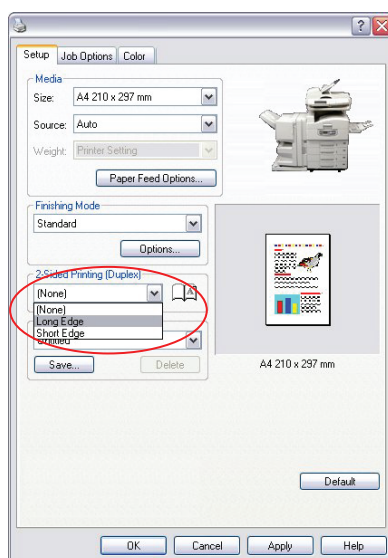 Setup Job Options Color
Media
Size: A4 210 x 297 mm
Source: Auto
Weight: Printer Setting
Paper Feed Options...
Finishing Mode
Standard
Options...
2-Sided Printing (Duplex)
(None)
(None)
Long Edge
Short Edge
Untitled
Save... Delete
A4 210 x 297 mm
Default
OK Cancel Apply Help